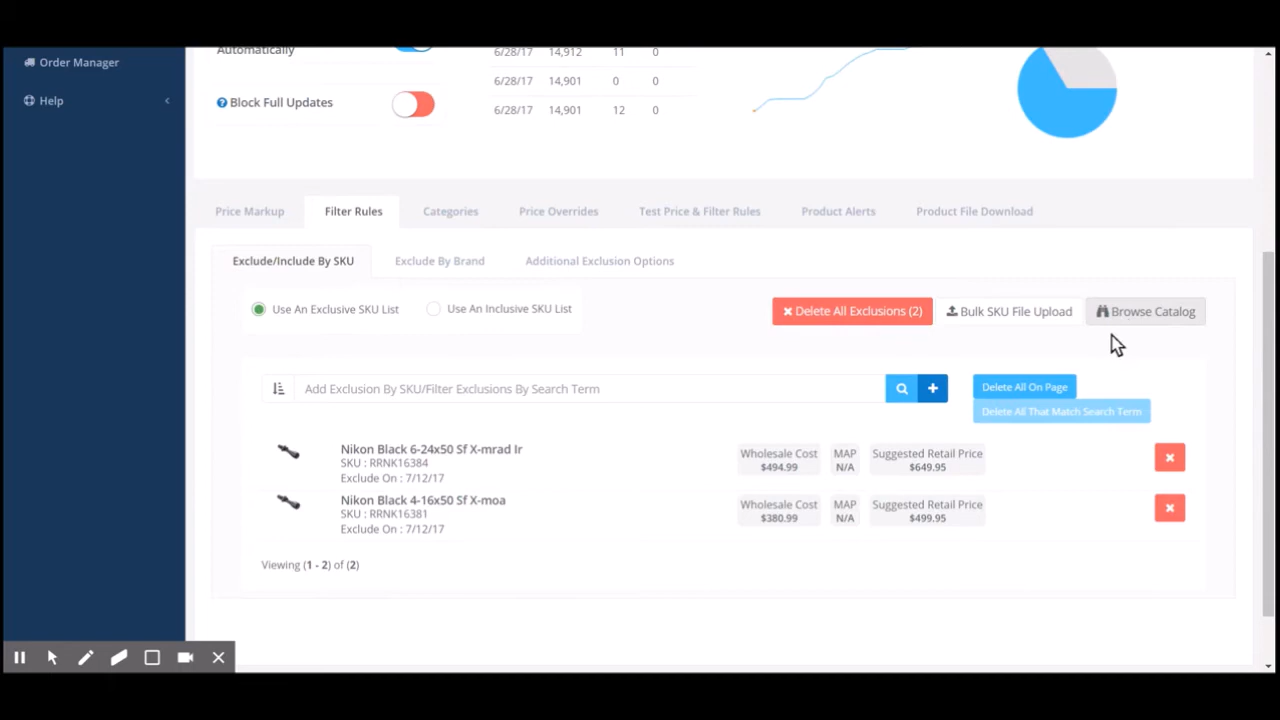 Order Manager
Help
Automatically
Block Full Updates
6/28/17 14,912 11 0
6/28/17 14,901 0 0
6/28/17 14,901 12 0
Price Markup Filter Rules Categories Price Overrides Test Price & Filter Rules Product Alerts Product File Download
Exclude/Include By SKU Exclude By Brand Additional Exclusion Options
Use An Exclusive SKU List Use An Inclusive SKU List Delete All Exclusions (2) Bulk SKU File Upload Browse Catalog
Add Exclusion By SKU/Filter Exclusions By Search Term Delete All On Page
Delete All That Match Search Term
Nikon Black 6-24x50 Sf X-mrad Ir Wholesale Cost MAP Suggested Retail Price
SKU : RRNK16384 $494.99 N/A $649.95
Exclude On : 7/12/17
Nikon Black 4-16x50 Sf X-moa Wholesale Cost MAP Suggested Retail Price
SKU : RRNK16381 $380.99 N/A $499.95
Exclude On : 7/12/17
Viewing (1 - 2) of (2)